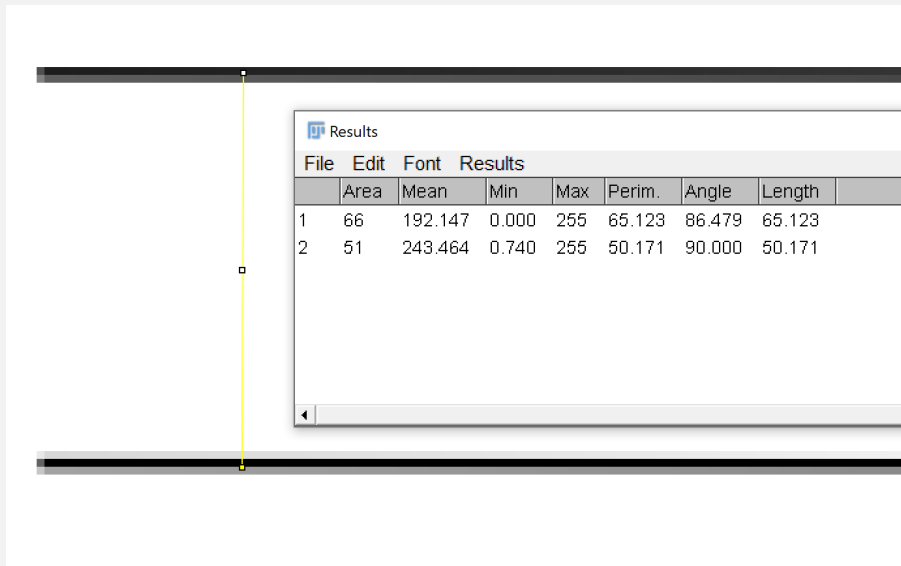 Results
File Edit Font Results
Area Mean Min Max Perim. Angle Length
1 66 192.147 0.000 255 65.123 86.479 65.123
2 51 243.464 0.740 255 50.171 90.000 50.171